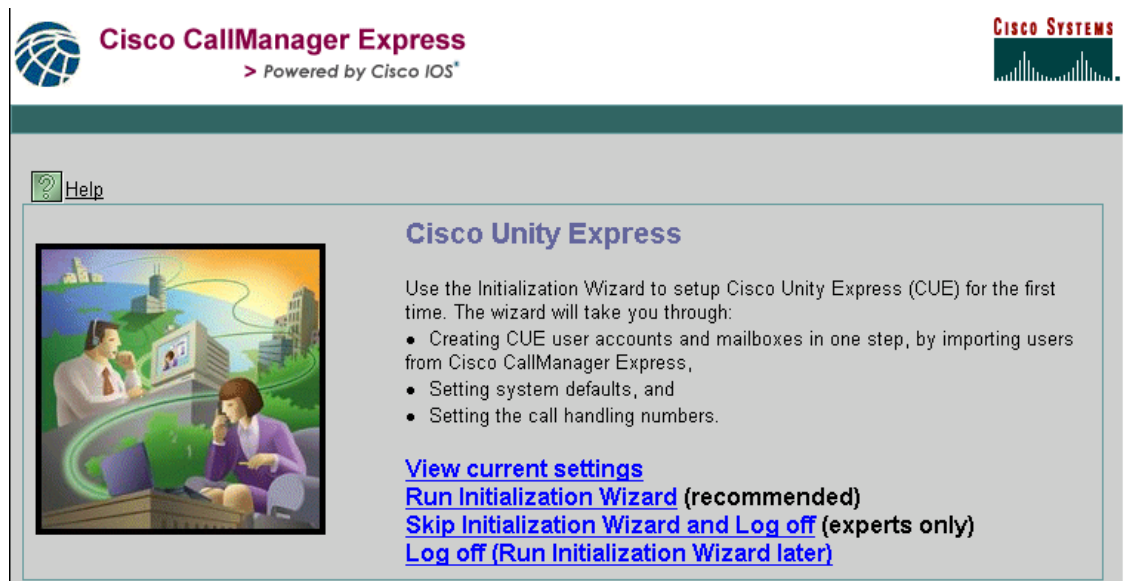 Cisco CallManager Express
> Powered by Cisco IOS*
CISCO SYSTEMS
? Help
Cisco Unity Express
Use the Initialization Wizard to setup Cisco Unity Express (CUE) for the first
time. The wizard will take you through:
● Creating CUE user accounts and mailboxes in one step, by importing users
from Cisco CallManager Express,
● Setting system defaults, and
● Setting the call handling numbers.
View current settings
Run Initialization Wizard (recommended)
Skip Initialization Wizard and Log off (experts only)
Log off (Run Initialization Wizard later)